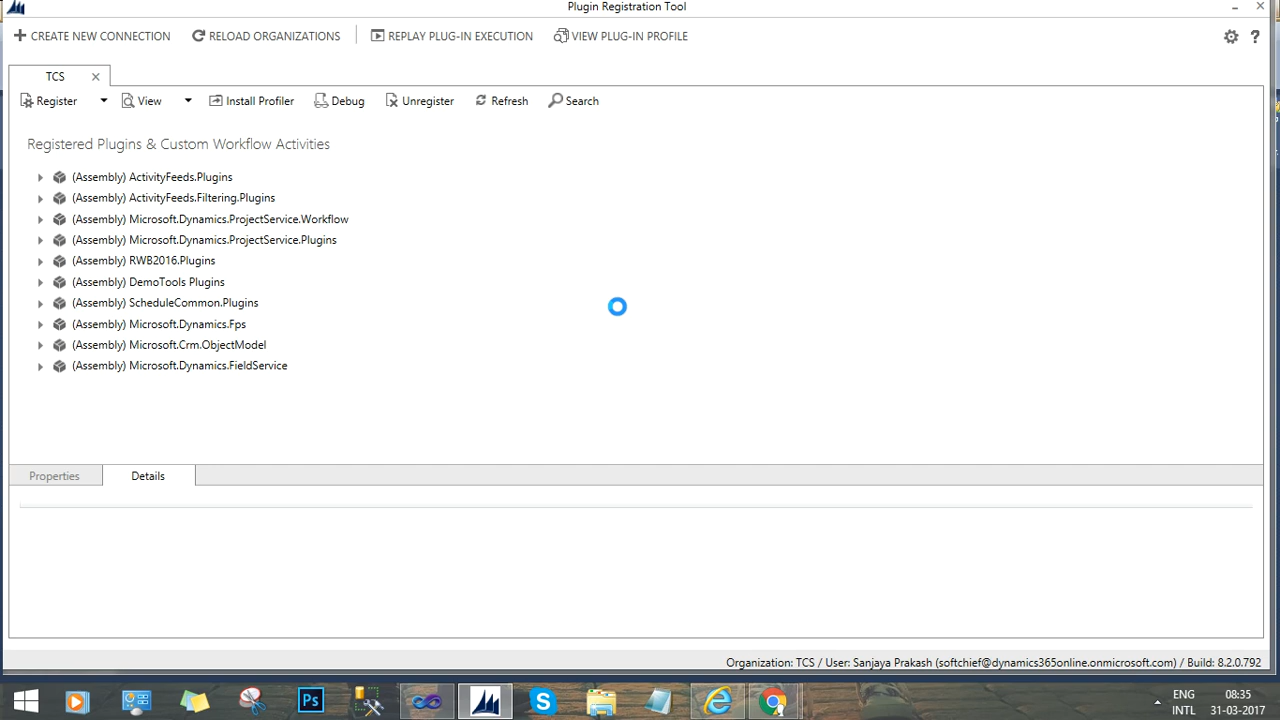 Plugin Registration Tool
CREATE NEW CONNECTION RELOAD ORGANIZATIONS REPLAY PLUG-IN EXECUTION VIEW PLUG-IN PROFILE ?
TCS
Register View Install Profiler Debug Unregister Refresh Search
Registered Plugins & Custom Workflow Activities
(Assembly) ActivityFeeds.Plugins
(Assembly) ActivityFeeds.Filtering.Plugins
(Assembly) Microsoft.Dynamics.ProjectService.Workflow
(Assembly) Microsoft.Dynamics.ProjectService.Plugins
(Assembly) RWB2016.Plugins
(Assembly) DemoTools Plugins
(Assembly) ScheduleCommon.Plugins
(Assembly) Microsoft.Dynamics.Fps
(Assembly) Microsoft.Crm.ObjectModel
(Assembly) Microsoft.Dynamics.FieldService
Properties Details
Organization: TCS / User: Sanjaya Prakash (softchief@dynamics365online.onmicrosoft.com) / Build: 8.2.0.792
Ps
ENG 08:35
INTL 31-03-2017